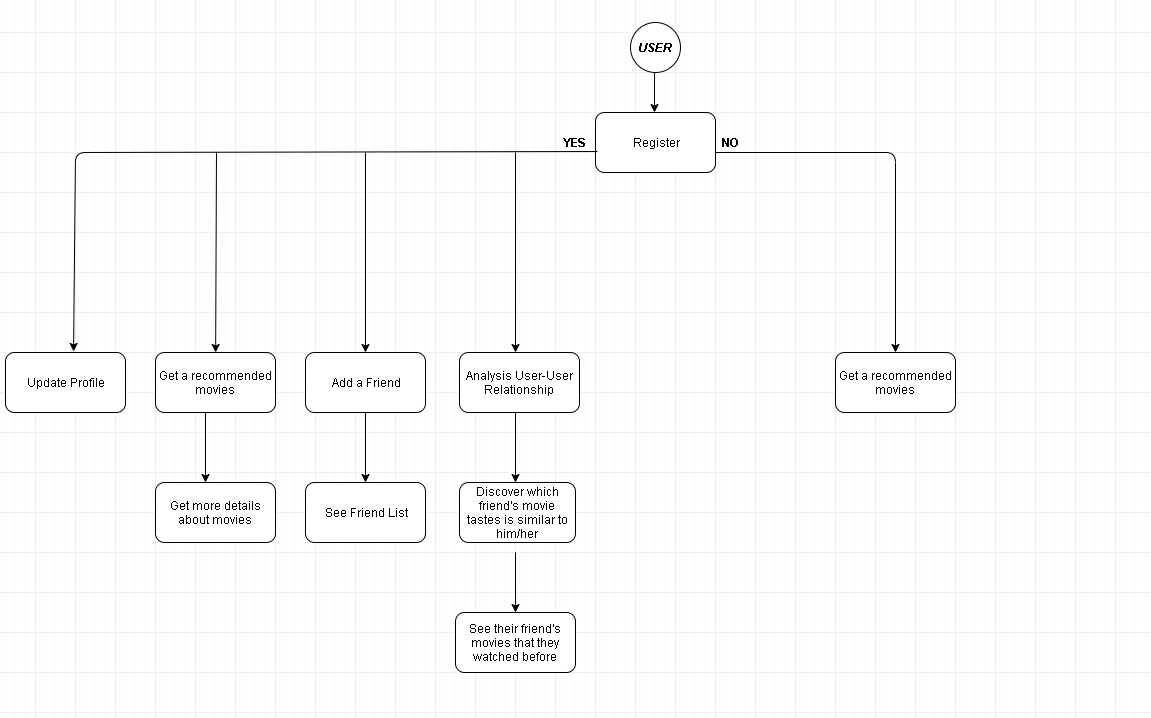 USER
YES
Register
NO
Update Profile
Get a recommended
movies
Add a Friend
Analysis User-User
Relationship
Get a recommended
movies
Get more details
about movies
See Friend List
Discover which
friend's movie
tastes is similar to
him/her
See their friend's
movies that they
watched before